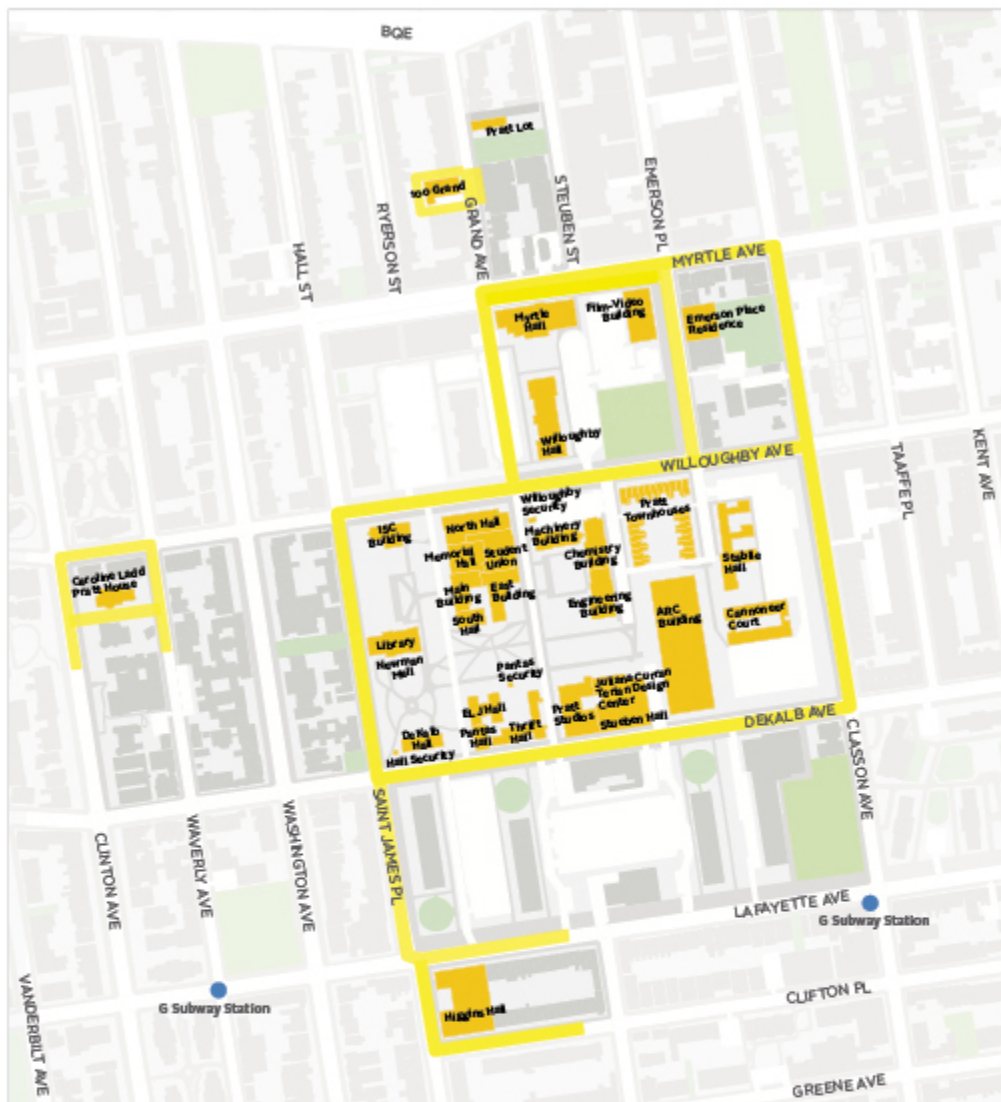 BQE
Pratt Lot
100 Grand
GRAND AVE
STEUBEN ST
EMERSON PL
RYERSON ST
HALL ST
MYRTLE AVE
Myrtle
Hall
Film-Video
Building
Emerson Place
Residence
Willoughby
Hall
WILLOUGHBY AVE
TAAFFE PL
KENT AVE
ISC
Building
North Hall
Willoughby
Security
Pratt
Townhouses
Memorial
Hall
Student
Union
Machinery
Building
Chemistry
Building
Stabile
Hall
Caroline Ladd
Pratt House
Main
Building
East
Building
South
Hall
Engineering
Building
ARC
Building
Cannoneer
Court
Library
Newman
Mall
Pantas
Security
Juliana Curran
Terian Design
Center
Pratt
Studios
Steuben Hall
ELJ Hall
Pantas
Hall
Thrift
Hall
DeKalb
Hall
Hall Security
DEKALB AVE
CLASSON AVE
SAINT JAMES PL
WASHINGTON AVE
WAVERLY AVE
CLINTON AVE
VANDERBILT AVE
LAFAYETTE AVE
G Subway Station
G Subway Station
Higgins Hall
CLIFTON PL
GREENE AVE